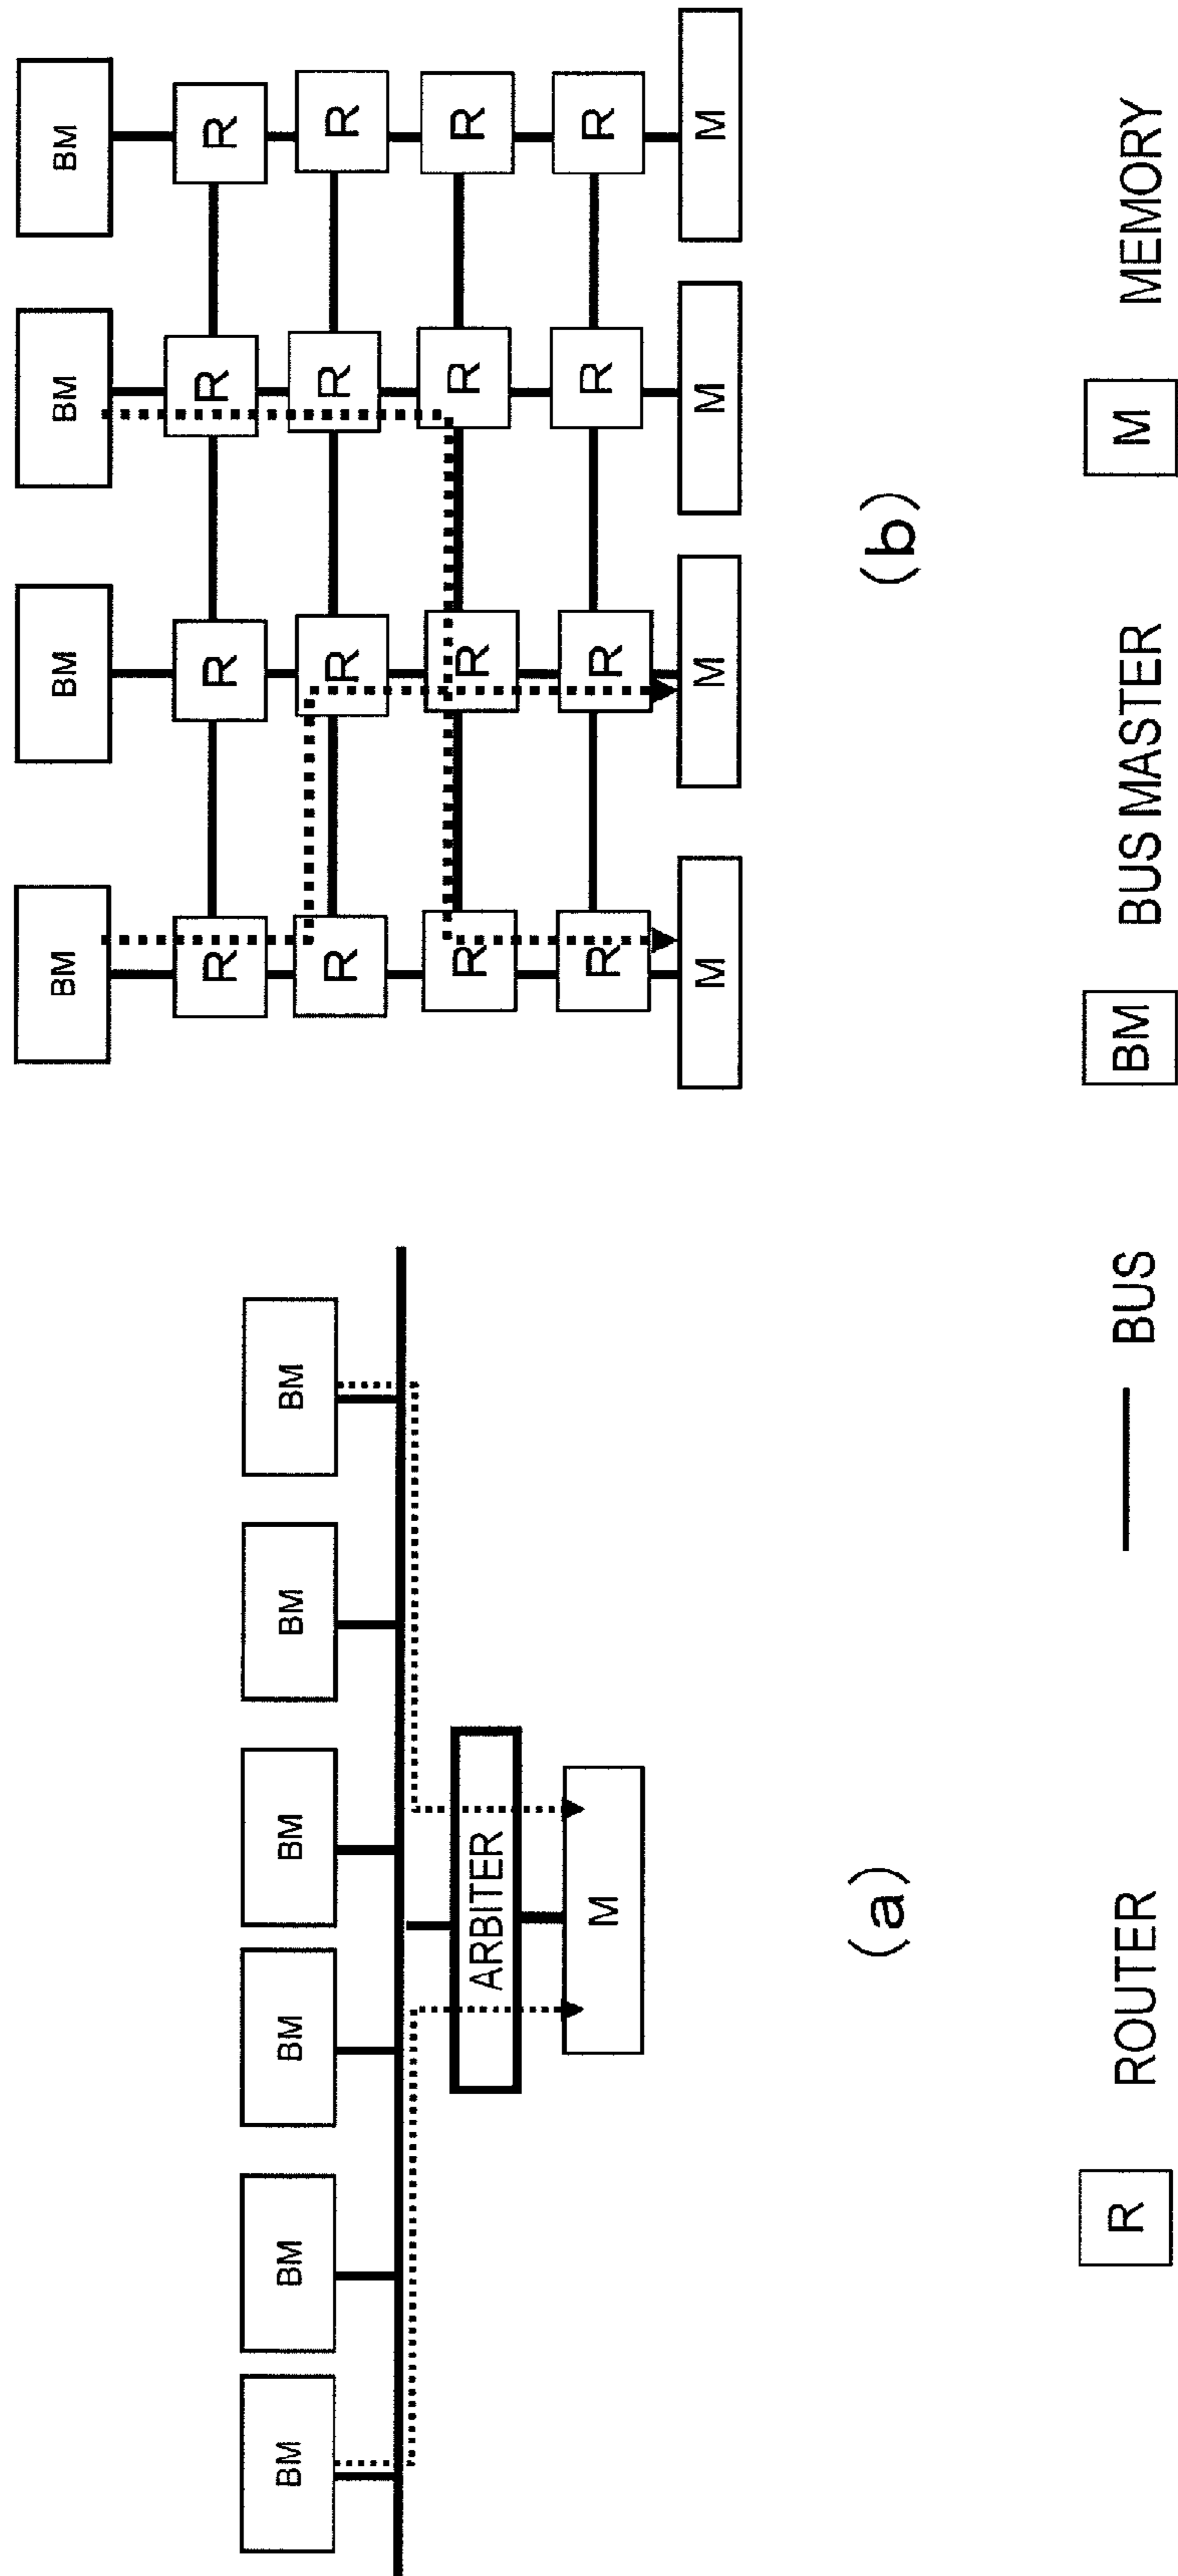 BM BM BM BM BM BM
ARBITER
M
(a)
BM BM BM BM
R R R R
R R R R
R R R R
R R R R
M M M M
(b)
R ROUTER BUS BM BUS MASTER M MEMORY